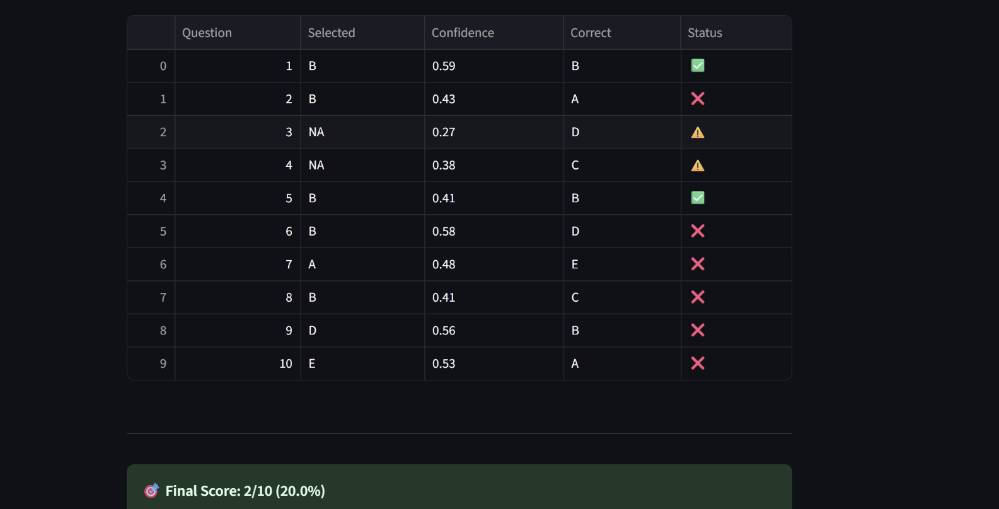 Question Selected Confidence Correct Status
0 1 B 0.59 B ✅
1 2 B 0.43 A ❌
2 3 NA 0.27 D ⚠️
3 4 NA 0.38 C ⚠️
4 5 B 0.41 B ✅
5 6 B 0.58 D ❌
6 7 A 0.48 E ❌
7 8 B 0.41 C ❌
8 9 D 0.56 B ❌
9 10 E 0.53 A ❌
🎯 Final Score: 2/10 (20.0%)